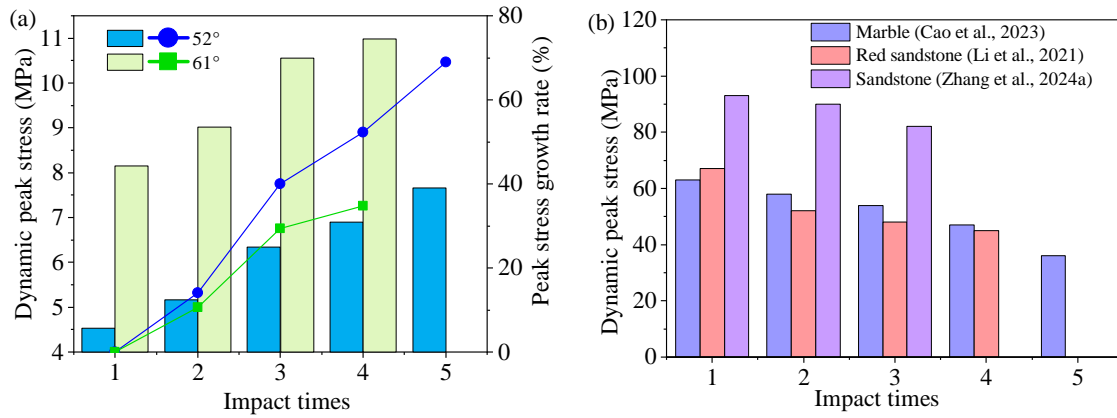 (a)
52°
61°
Dynamic peak stress (MPa)
11
10
9
8
7
6
5
4
Peak stress growth rate (%)
80
60
40
20
0
1 2 3 4 5
Impact times
(b)
Marble (Cao et al., 2023)
Red sandstone (Li et al., 2021)
Sandstone (Zhang et al., 2024a)
Dynamic peak stress (MPa)
120
100
80
60
40
20
0
1 2 3 4 5
Impact times